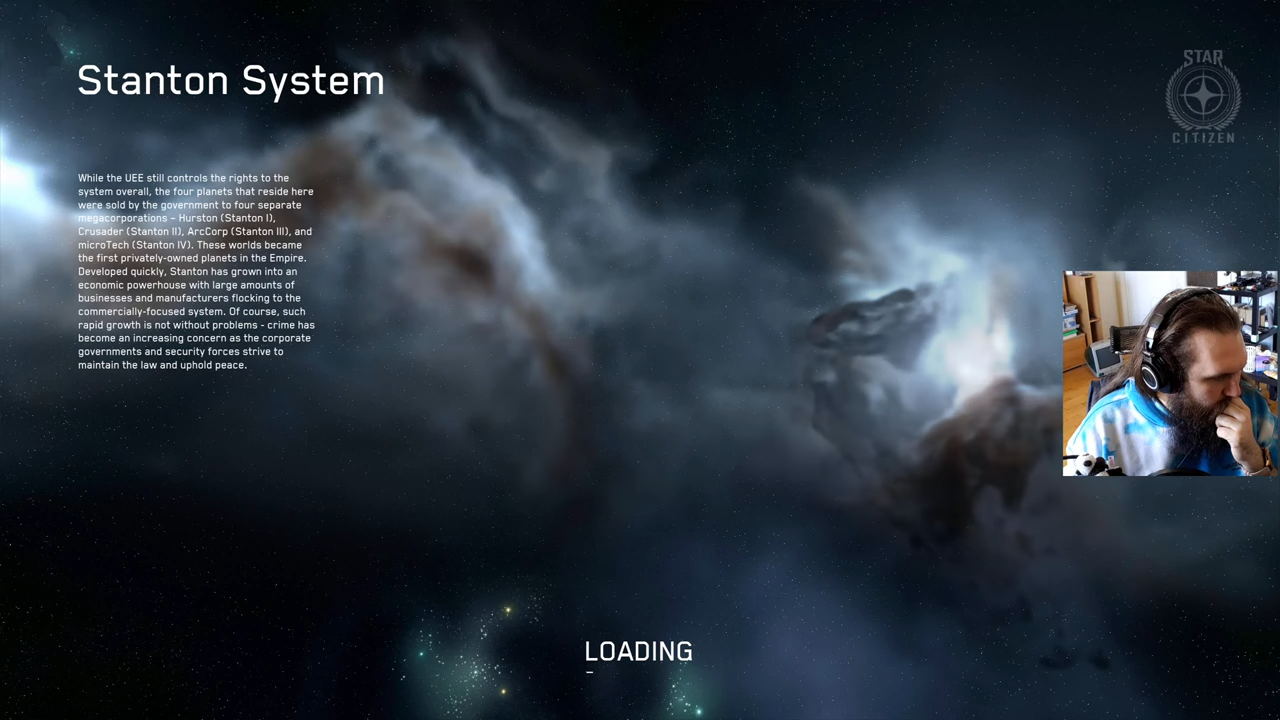 Stanton System
STAR
CITIZEN
While the UEE still controls the rights to the
system overall, the four planets that reside here
were sold by the government to four separate
megacorporations – Hurston (Stanton I),
Crusader (Stanton II), ArcCorp (Stanton III), and
microTech (Stanton IV). These worlds became
the first privately-owned planets in the Empire.
Developed quickly, Stanton has grown into an
economic powerhouse with large amounts of
businesses and manufacturers flocking to the
commercially-focused system. Of course, such
rapid growth is not without problems - crime has
become an increasing concern as the corporate
governments and security forces strive to
maintain the law and uphold peace.
LOADING